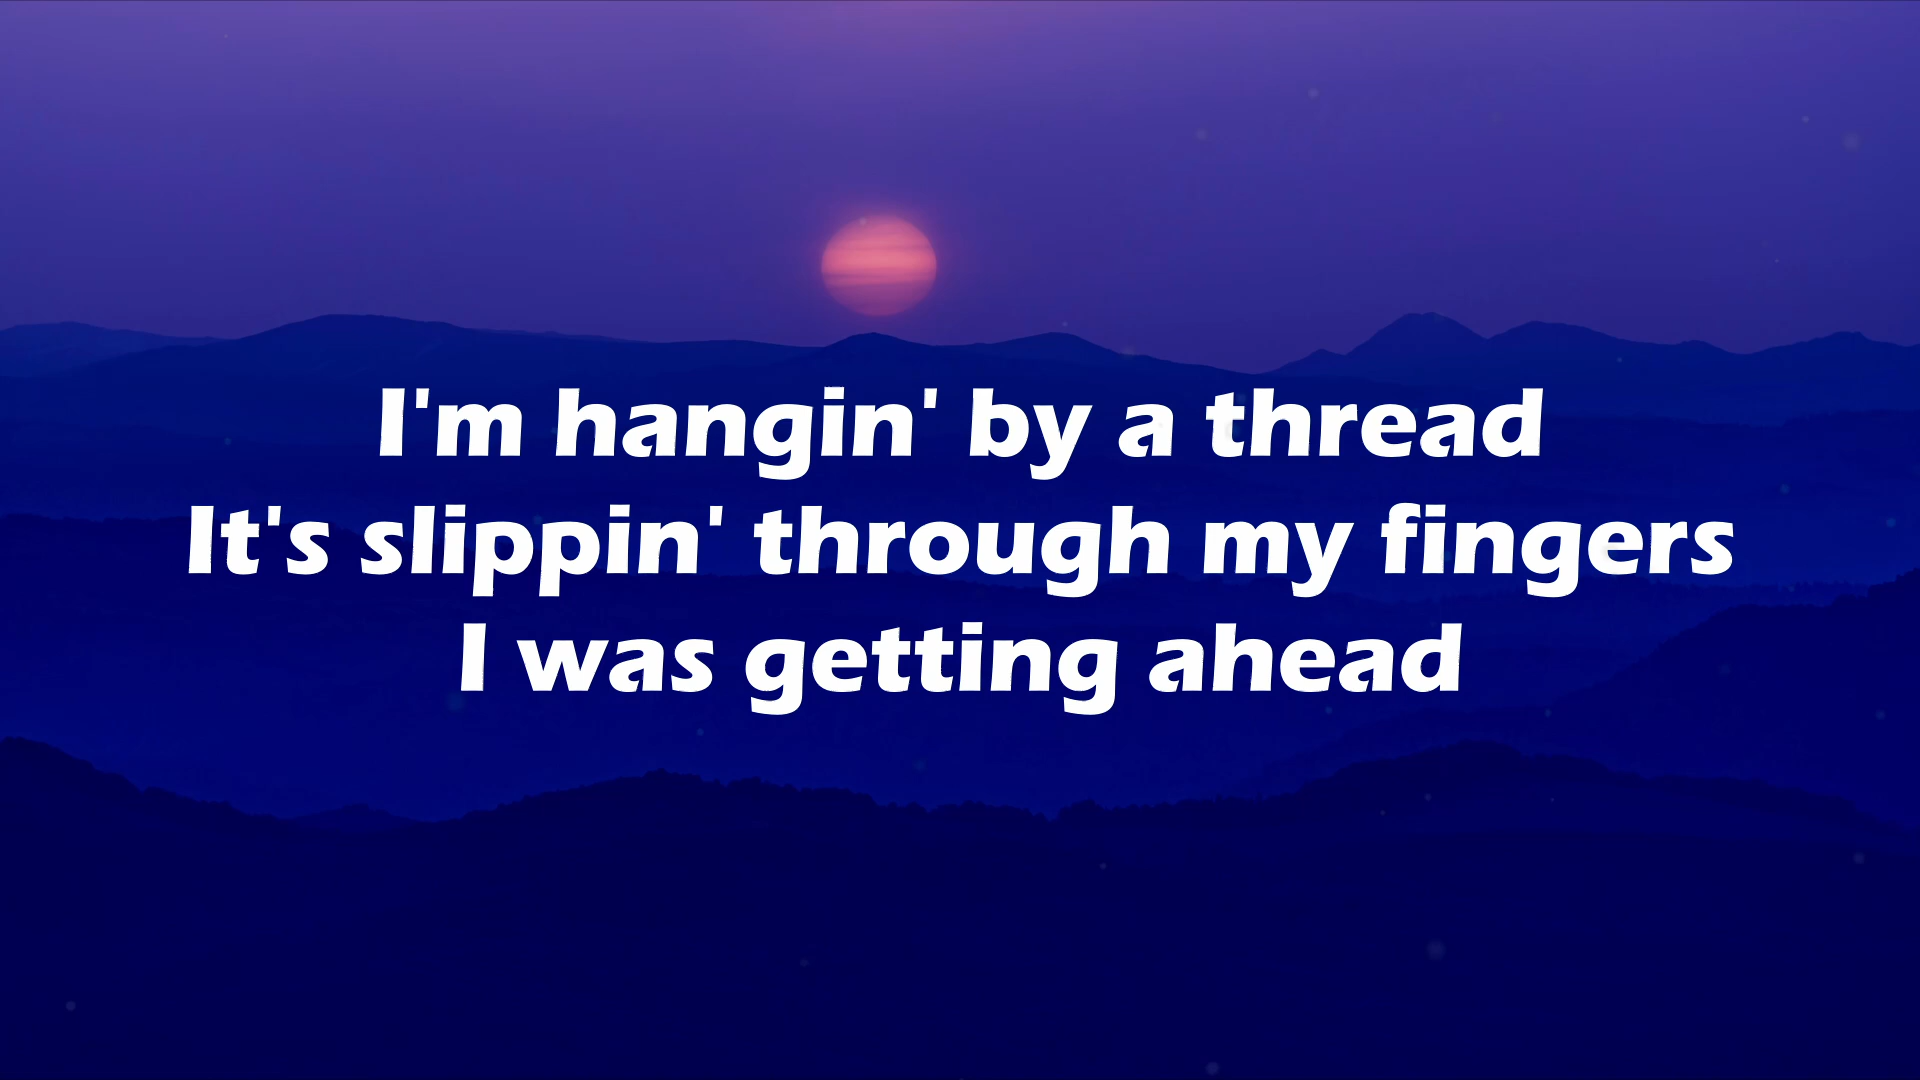 I'm hangin' by a thread
It's slippin' through my fingers
I was getting ahead